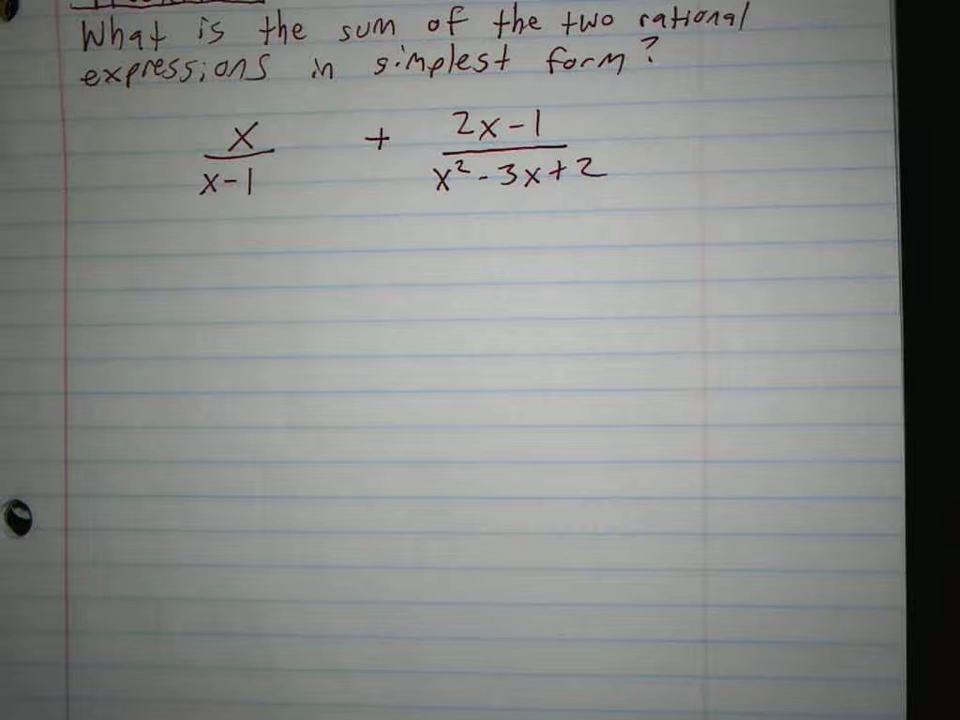 What is the sum of the two rational
expressions in simplest form?
x + 2x-1
x-1 x²-3x+2